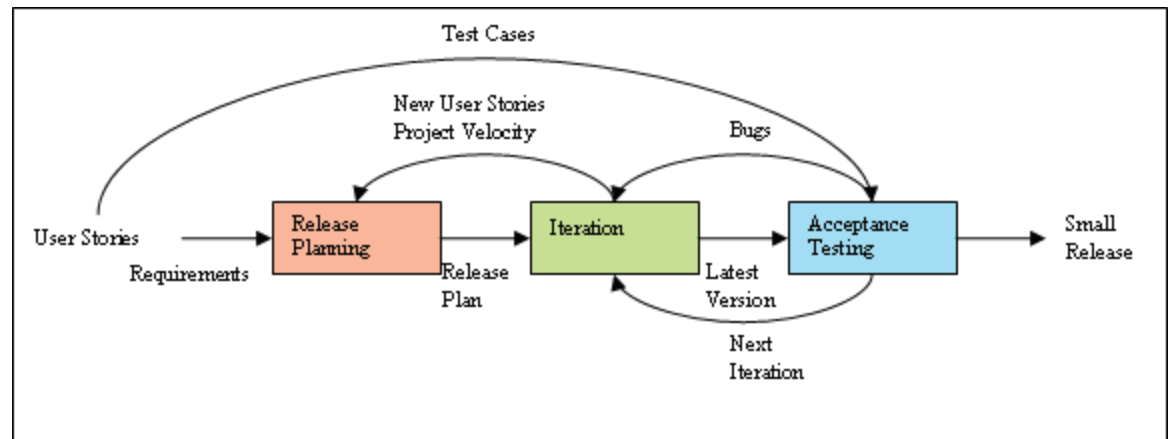 Test Cases
New User Stories
Project Velocity
Bugs
User Stories
Requirements
Release
Planning
Release
Plan
Iteration
Latest
Version
Acceptance
Testing
Small
Release
Next
Iteration